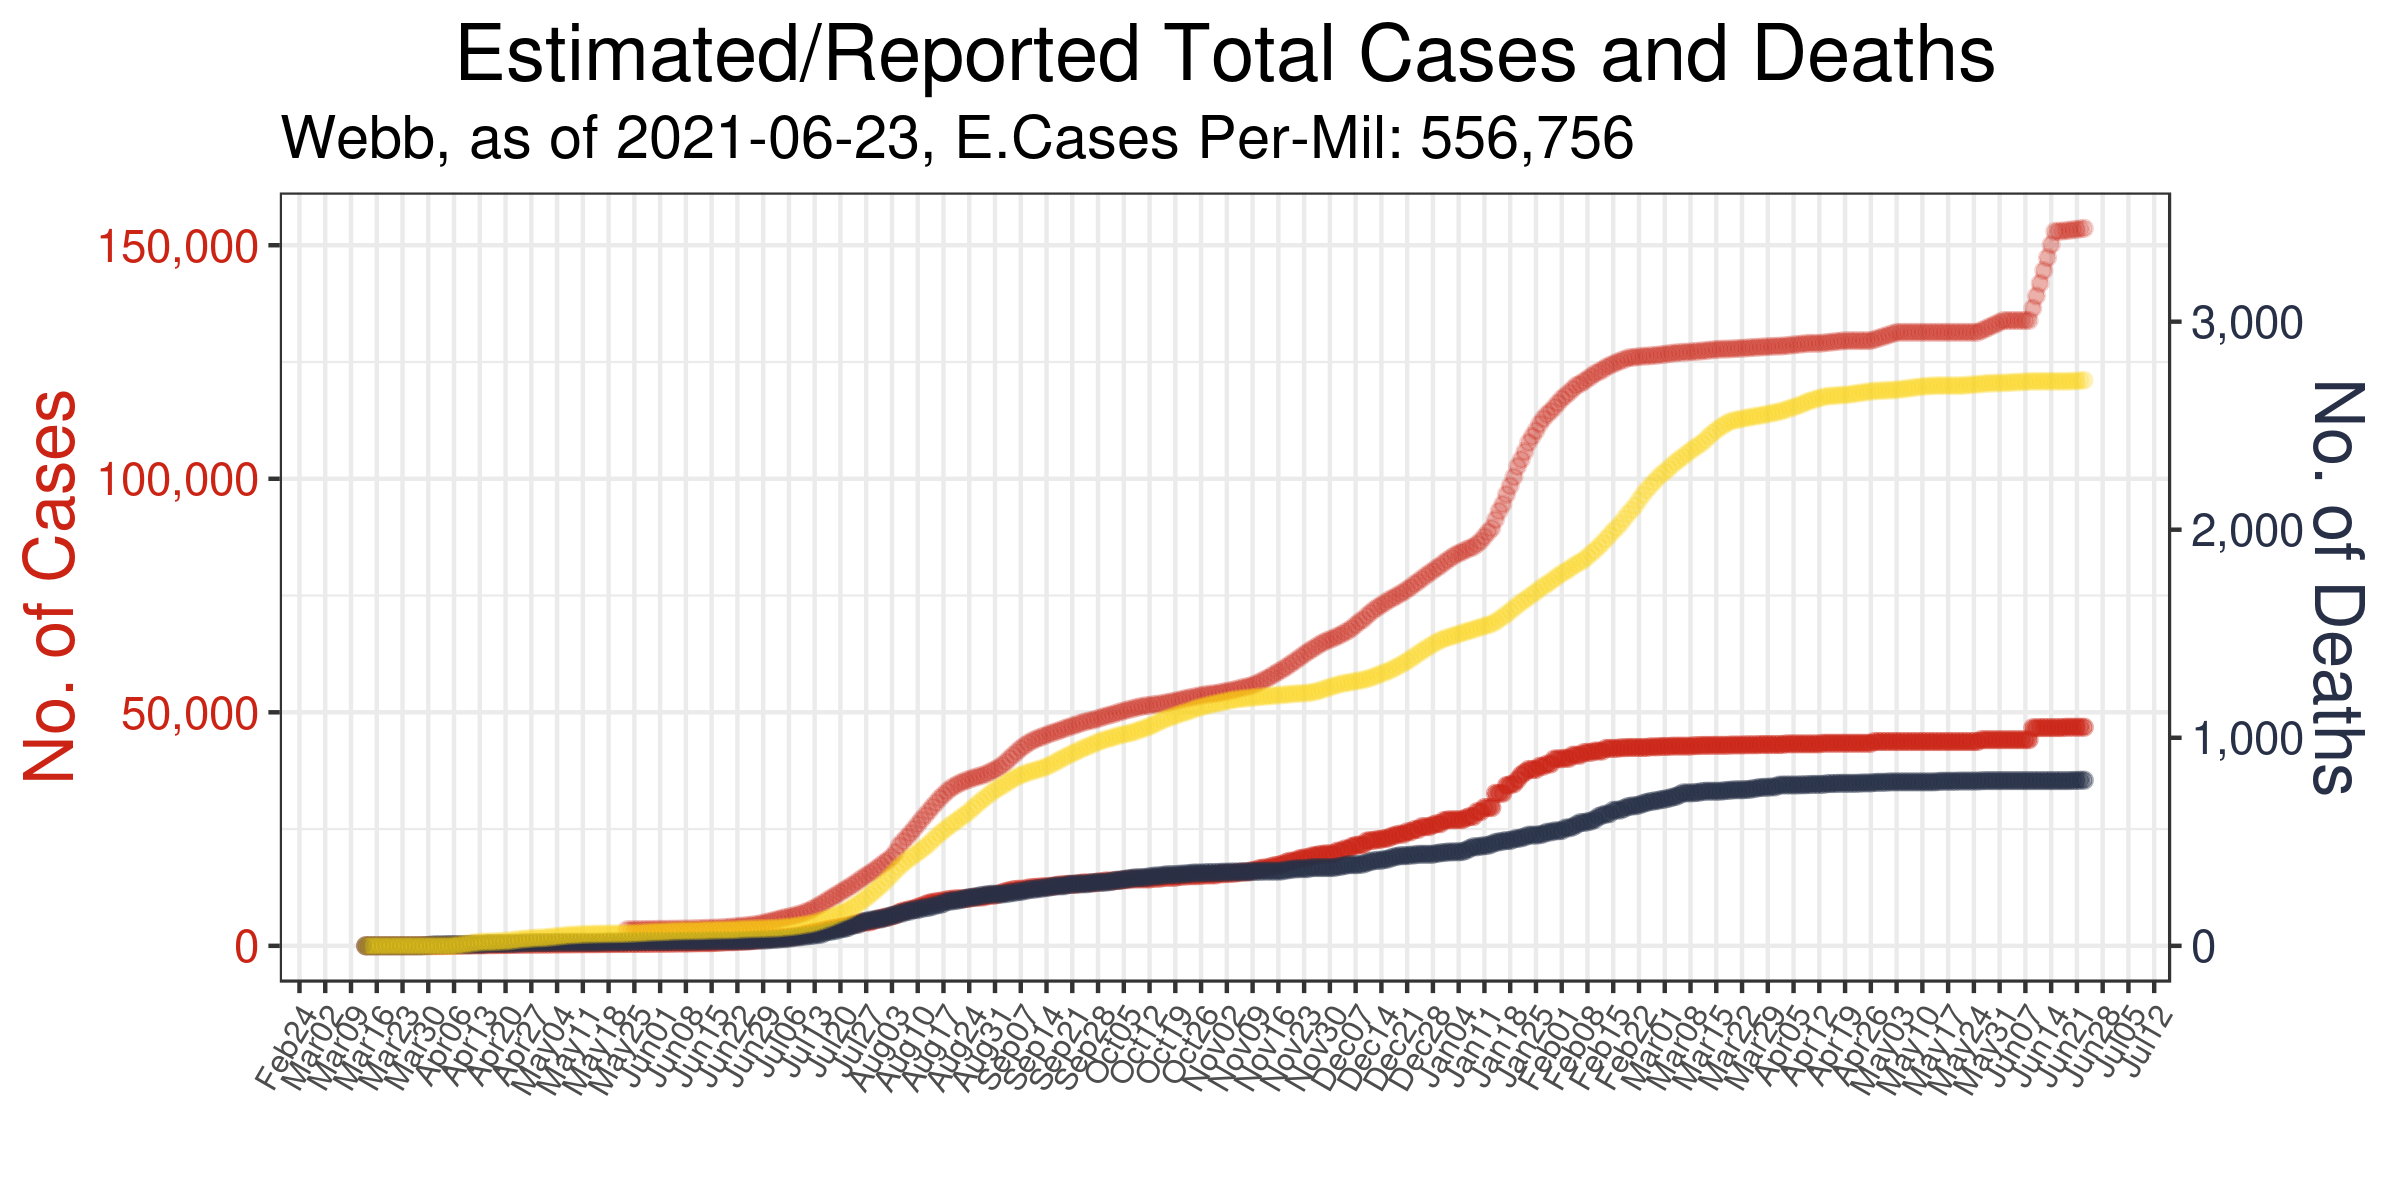 Estimated/Reported Total Cases and Deaths
Webb, as of 2021-06-23, E.Cases Per-Mil: 556,756
No. of Cases
150,000
100,000
50,000
0
3,000
2,000
1,000
0
No. of Deaths
Feb24
Mar02
Mar09
Mar16
Mar23
Mar30
Apr06
Apr13
Apr20
Apr27
May04
May11
May18
May25
Jun01
Jun08
Jun15
Jun22
Jun29
Jul06
Jul13
Jul20
Jul27
Aug03
Aug10
Aug17
Aug24
Aug31
Sep07
Sep14
Sep21
Sep28
Oct05
Oct12
Oct19
Oct26
Nov02
Nov09
Nov16
Nov23
Nov30
Dec07
Dec14
Dec21
Dec28
Jan04
Jan11
Jan18
Jan25
Feb01
Feb08
Feb15
Feb22
Mar01
Mar08
Mar15
Mar22
Mar29
Apr05
Apr12
Apr19
Apr26
May03
May10
May17
May24
May31
Jun07
Jun14
Jun21
Jun28
Jul05
Jul12